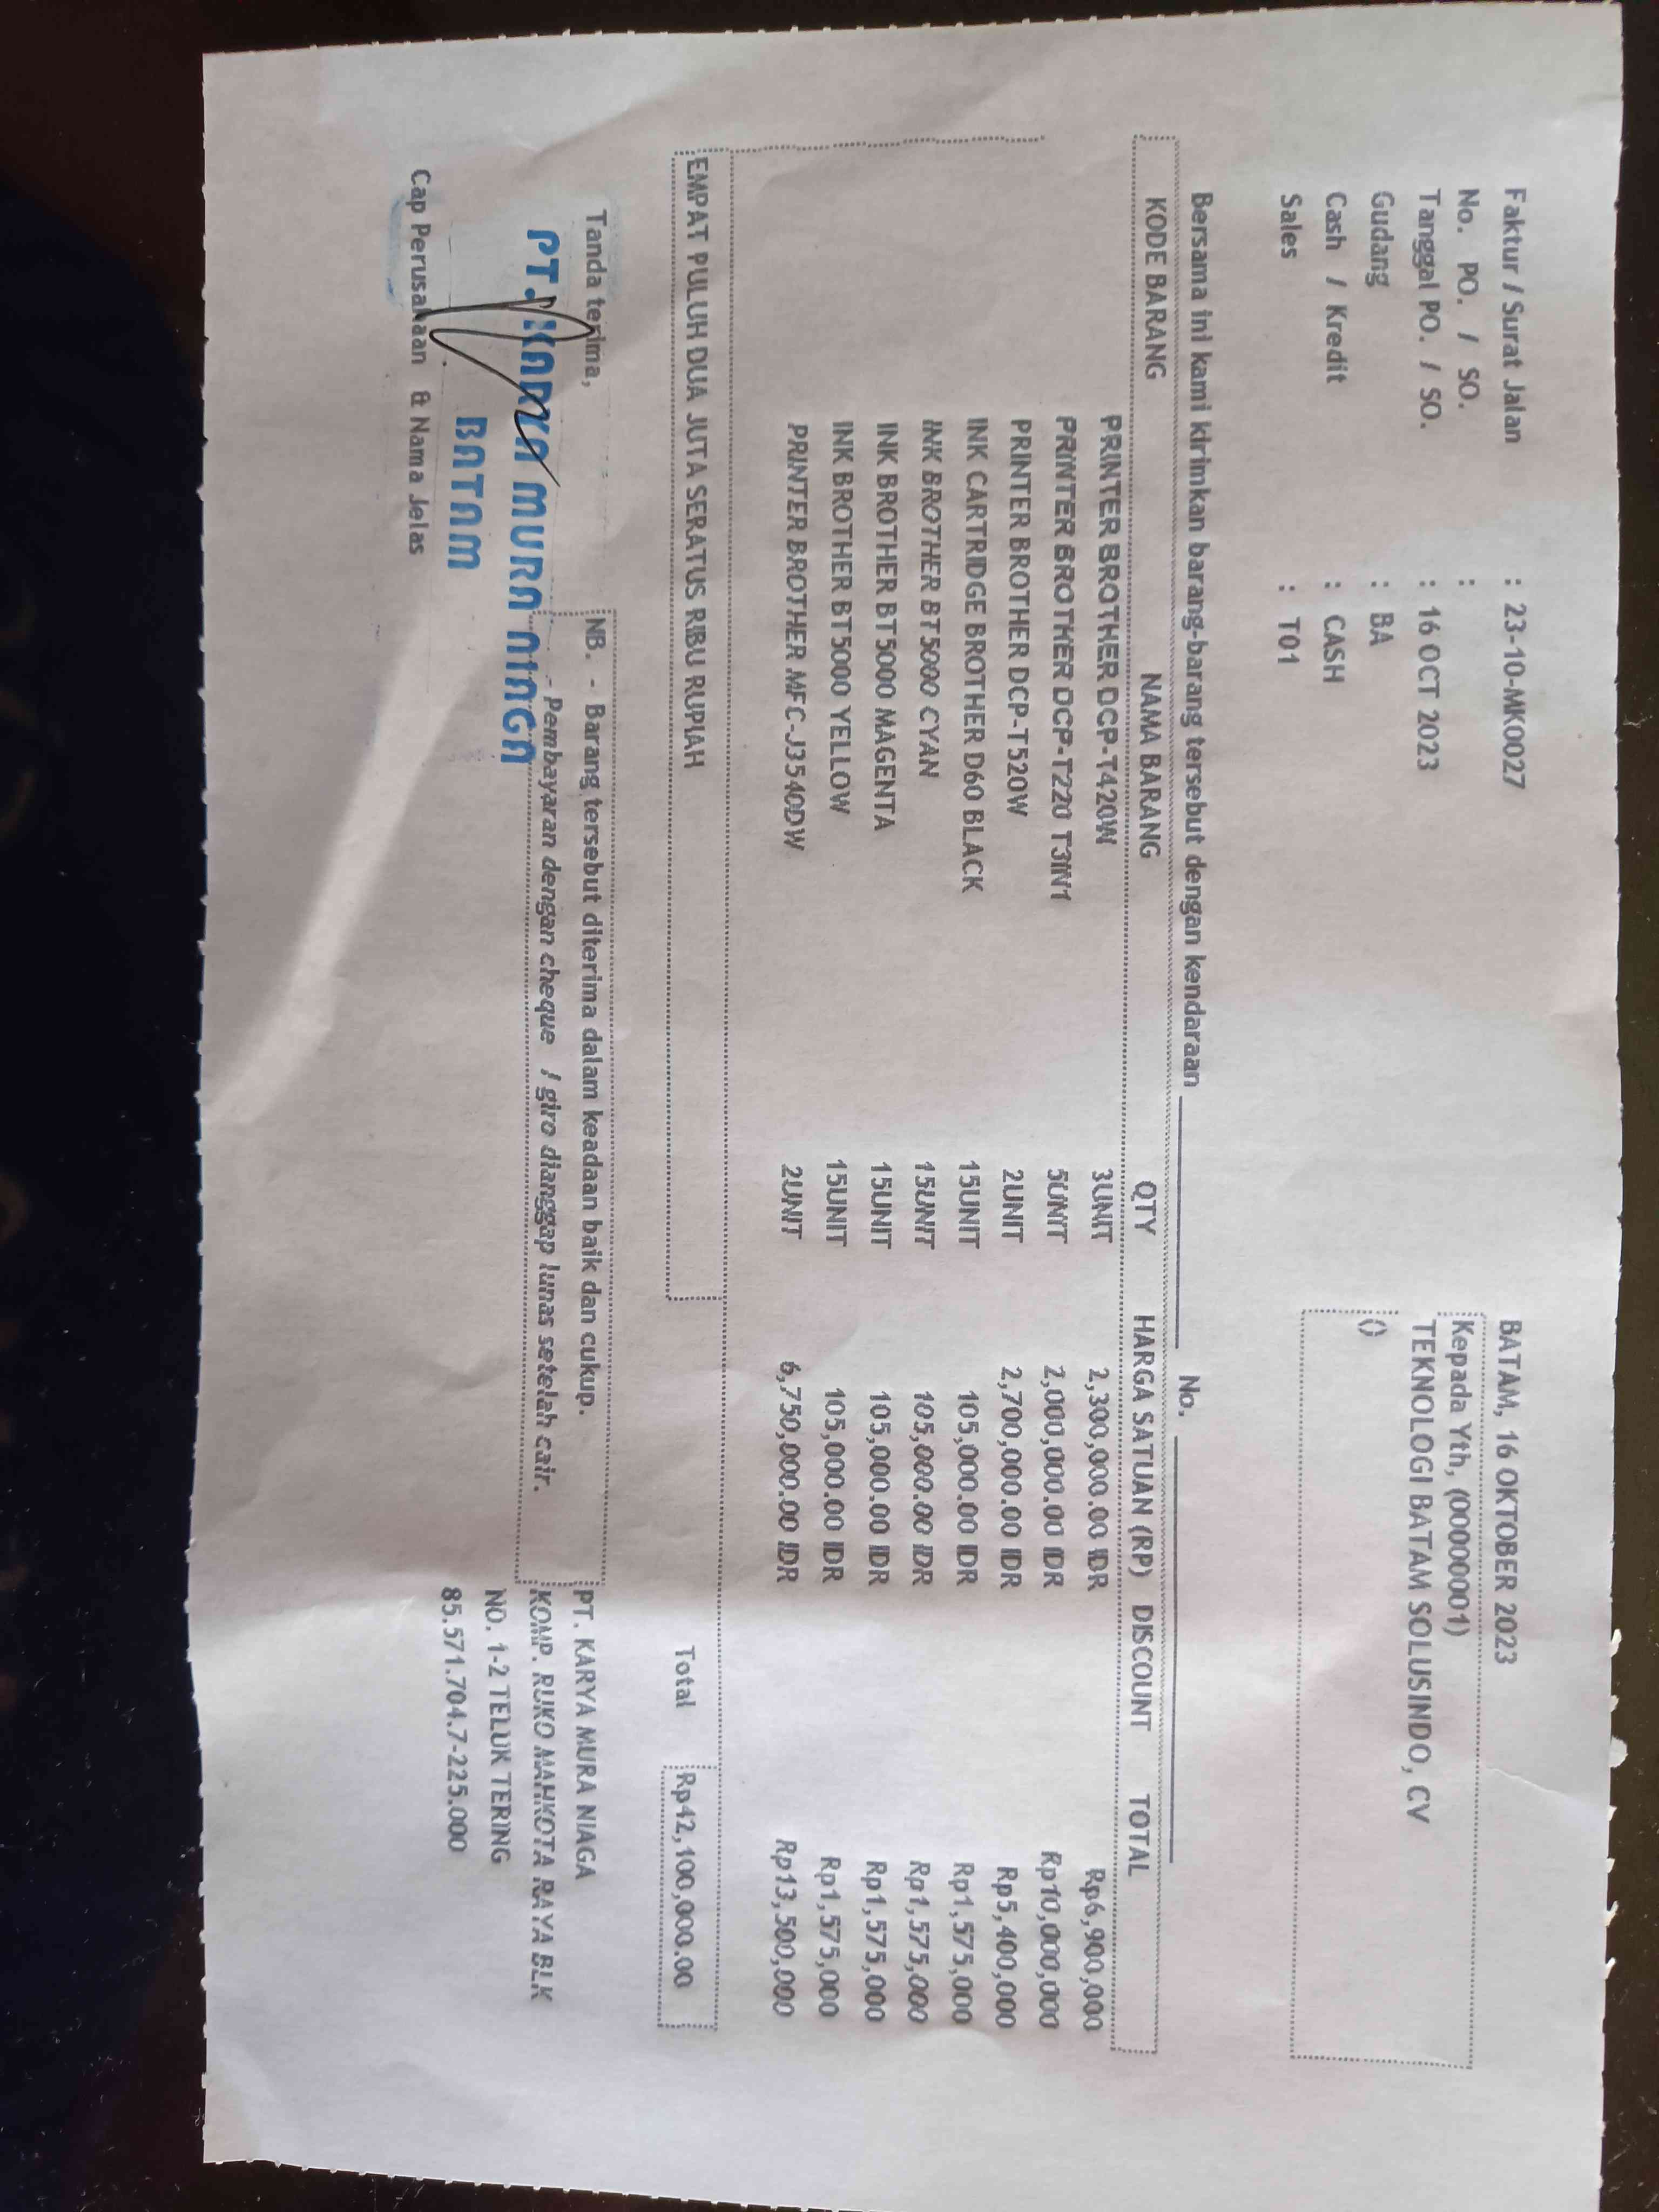 BATAM, 16 OKTOBER 2023
Faktur / Surat Jalan : 23-10-MK0027
No. PO. / SO. :
Tanggal PO. / SO. : 16 OCT 2023
Gudang : BA
Cash / Kredit : CASH
Sales : T01
Kepada Yth, (00000001)
TEKNOLOGI BATAM SOLUSINDO, CV
()
Bersama ini kami kirimkan barang-barang tersebut dengan kendaraan No.
KODE BARANG NAMA BARANG QTY HARGA SATUAN (RP) DISCOUNT TOTAL
PRINTER BROTHER DCP-T420W 3UNIT 2,300,000.00 IDR Rp6,900,000
PRINTER BROTHER DCP-T220 T3IN1 5UNIT 2,000,000.00 IDR Rp10,000,000
PRINTER BROTHER DCP-T520W 2UNIT 2,700,000.00 IDR Rp5,400,000
INK CARTRIDGE BROTHER D60 BLACK 15UNIT 105,000.00 IDR Rp1,575,000
INK BROTHER BT5000 CYAN 15UNIT 105,000.00 IDR Rp1,575,000
INK BROTHER BT5000 MAGENTA 15UNIT 105,000.00 IDR Rp1,575,000
INK BROTHER BT5000 YELLOW 15UNIT 105,000.00 IDR Rp1,575,000
PRINTER BROTHER MFC-J3540DW 2UNIT 6,750,000.00 IDR Rp13,500,000
EMPAT PULUH DUA JUTA SERATUS RIBU RUPIAH Total Rp42,100,000.00
Tanda terima,
NB. - Barang tersebut diterima dalam keadaan baik dan cukup.
- Pembayaran dengan cheque / giro dianggap lunas setelah cair.
PT. KARYA MURA NIAGA
BATAM
Cap Perusahaan & Nama Jelas
PT. KARYA MURA NIAGA
KOMP. RUKO MAHKOTA RAYA BLK
NO. 1-2 TELUK TERING
85.571.704.7-225.000